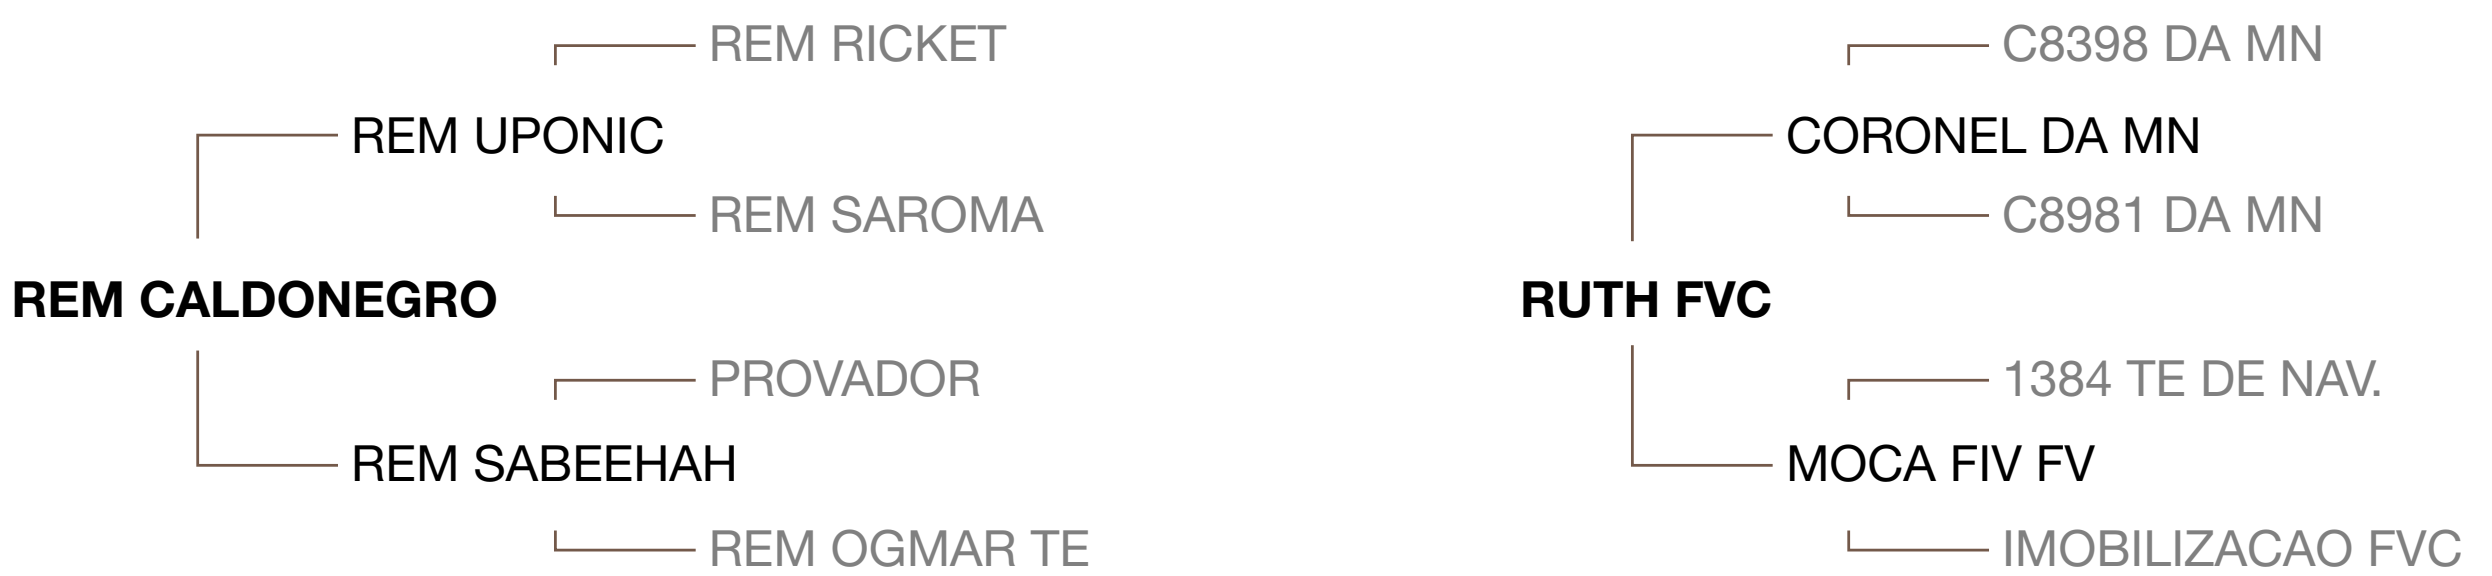 REM RICKET
REM UPONIC
REM SAROMA
REM CALDONEGRO
PROVADOR
REM SABEEHAH
REM OGMAR TE
C8398 DA MN
CORONEL DA MN
C8981 DA MN
RUTH FVC
1384 TE DE NAV.
MOCA FIV FV
IMOBILIZACAO FVC